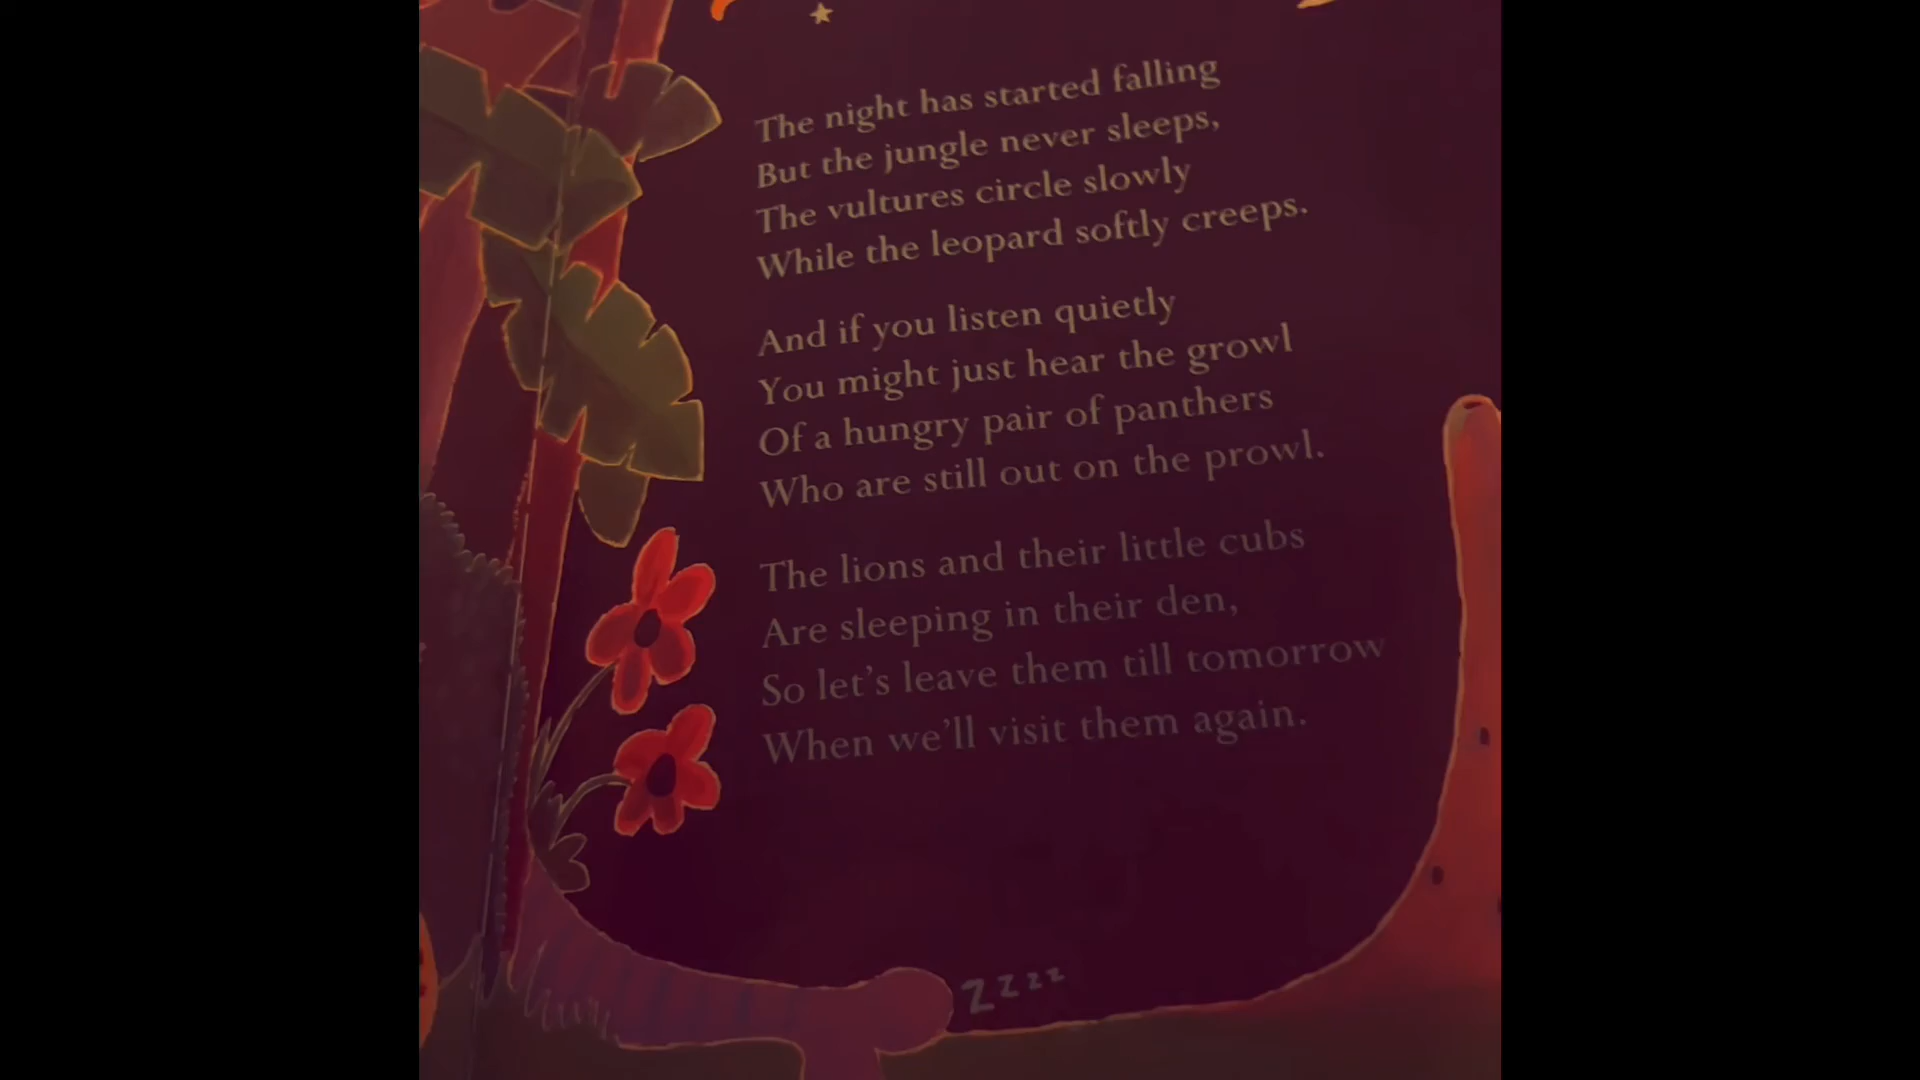 The night has started falling
But the jungle never sleeps,
The vultures circle slowly
While the leopard softly creeps.
And if you listen quietly
You might just hear the growl
Of a hungry pair of panthers
Who are still out on the prowl.
The lions and their little cubs
Are sleeping in their den,
So let's leave them till tomorrow
When we'll visit them again.
Zzzz